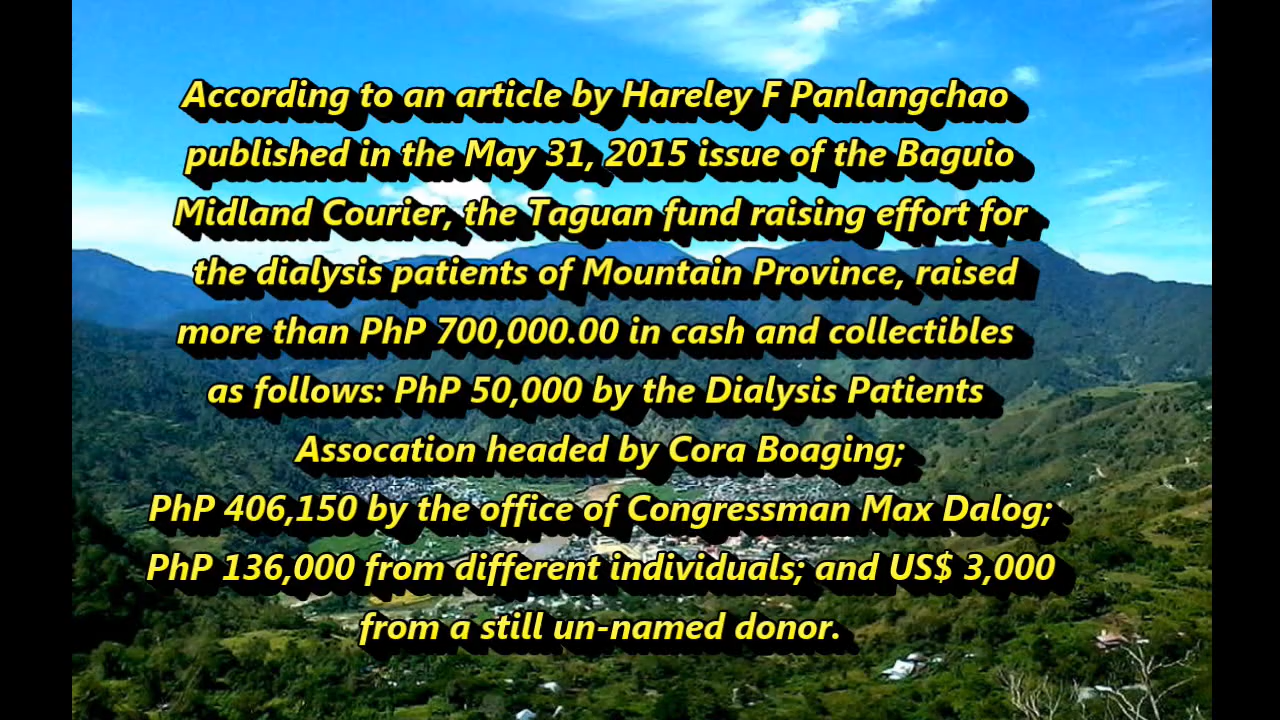 According to an article by Hareley F Panlangchao
published in the May 31, 2015 issue of the Baguio
Midland Courier, the Taguan fund raising effort for
the dialysis patients of Mountain Province, raised
more than PhP 700,000.00 in cash and collectibles
as follows: PhP 50,000 by the Dialysis Patients
Assocation headed by Cora Boaging;
PhP 406,150 by the office of Congressman Max Dalog;
PhP 136,000 from different individuals; and US$ 3,000
from a still un-named donor.